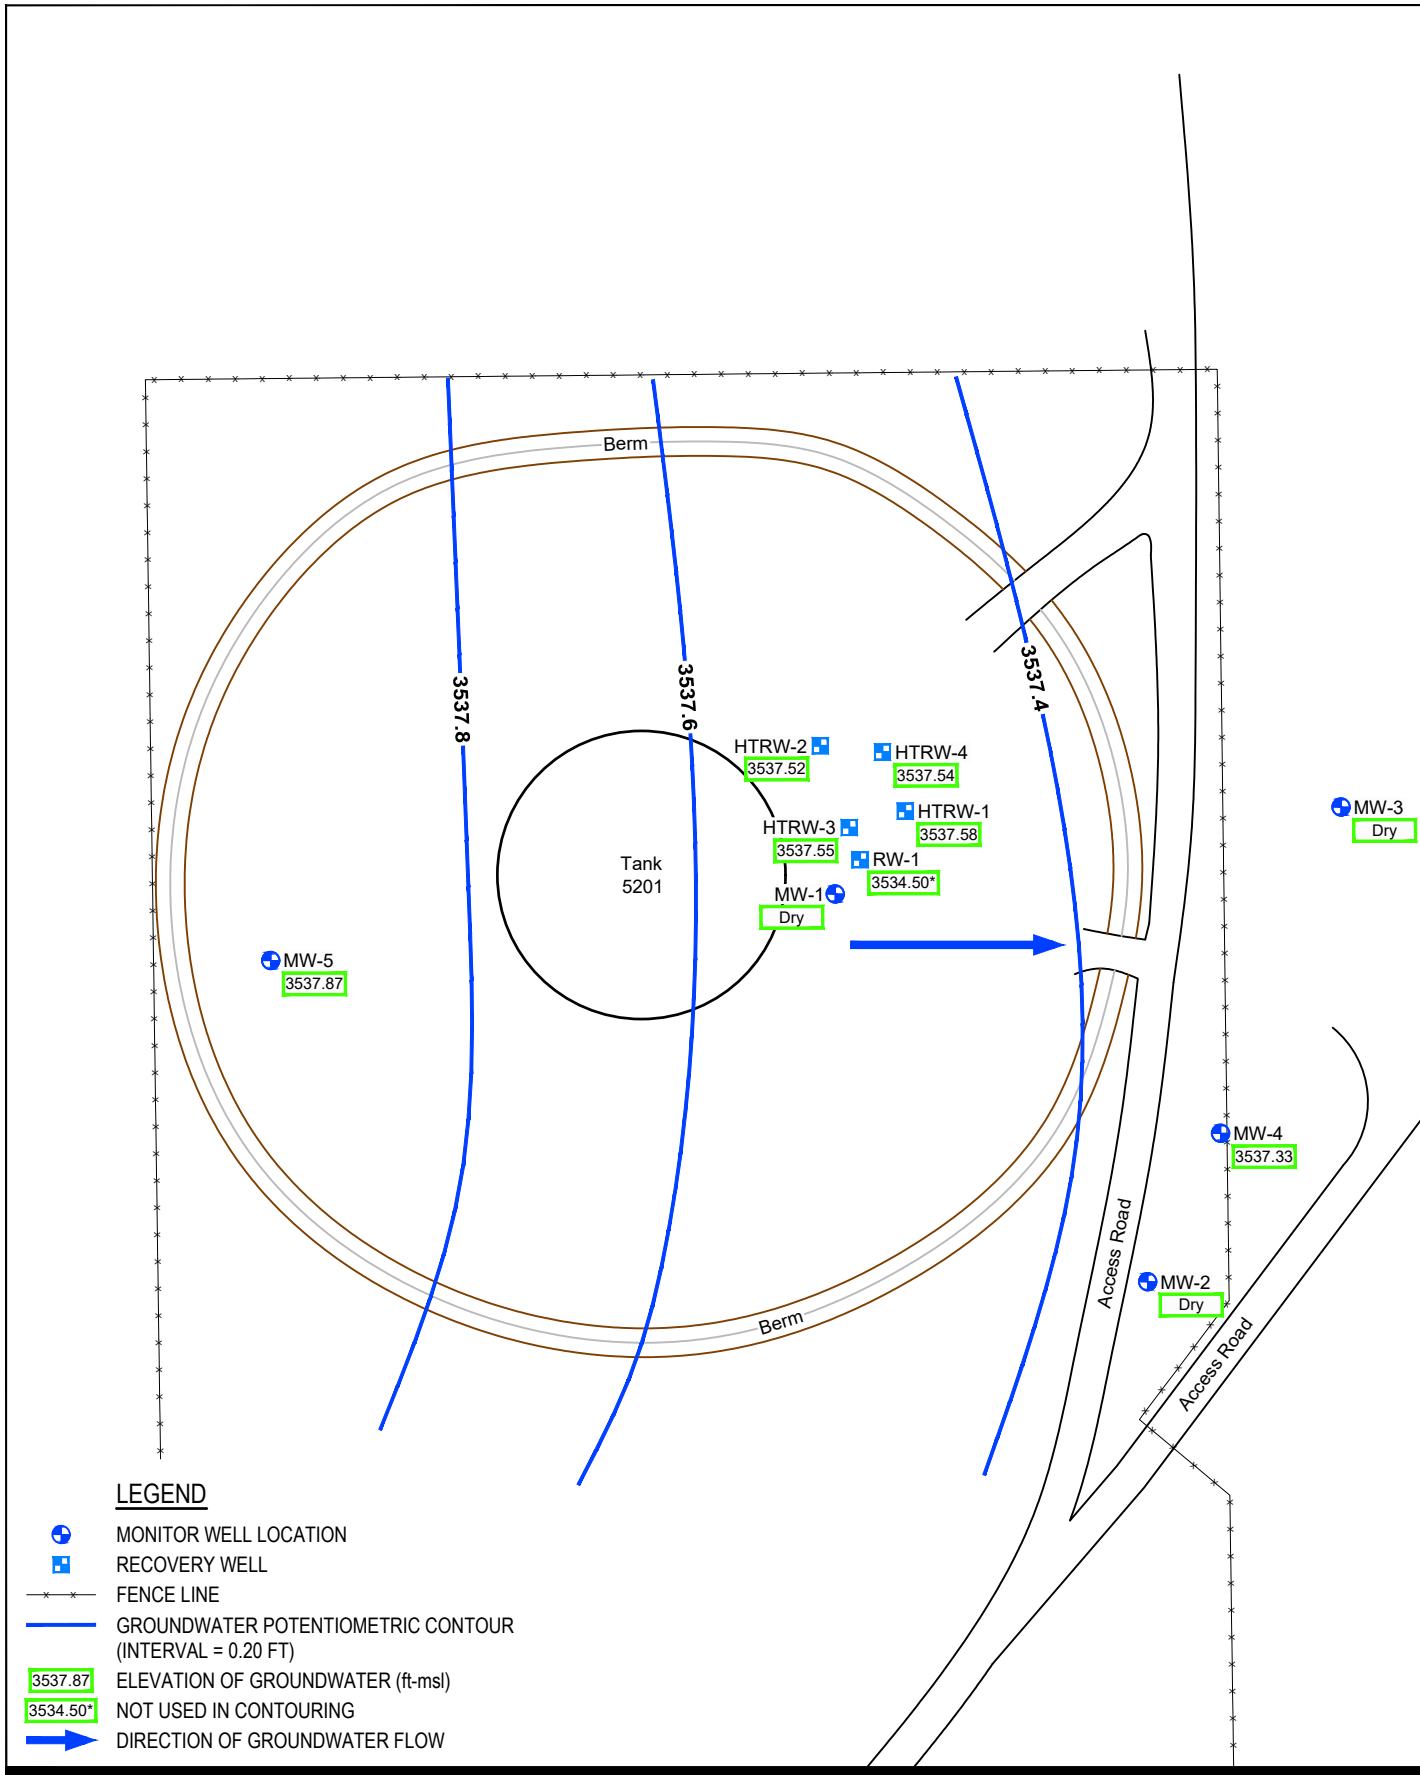 Berm
3537.8
3537.6
3537.4
HTRW-2
3537.52
HTRW-4
3537.54
HTRW-1
3537.58
HTRW-3
3537.55
RW-1
3534.50*
MW-1
Dry
Tank
5201
MW-3
Dry
MW-5
3537.87
MW-4
3537.33
MW-2
Dry
Access Road
Access Road
Berm
LEGEND
MONITOR WELL LOCATION
RECOVERY WELL
FENCE LINE
GROUNDWATER POTENTIOMETRIC CONTOUR
(INTERVAL = 0.20 FT)
3537.87 ELEVATION OF GROUNDWATER (ft-msl)
3534.50* NOT USED IN CONTOURING
DIRECTION OF GROUNDWATER FLOW